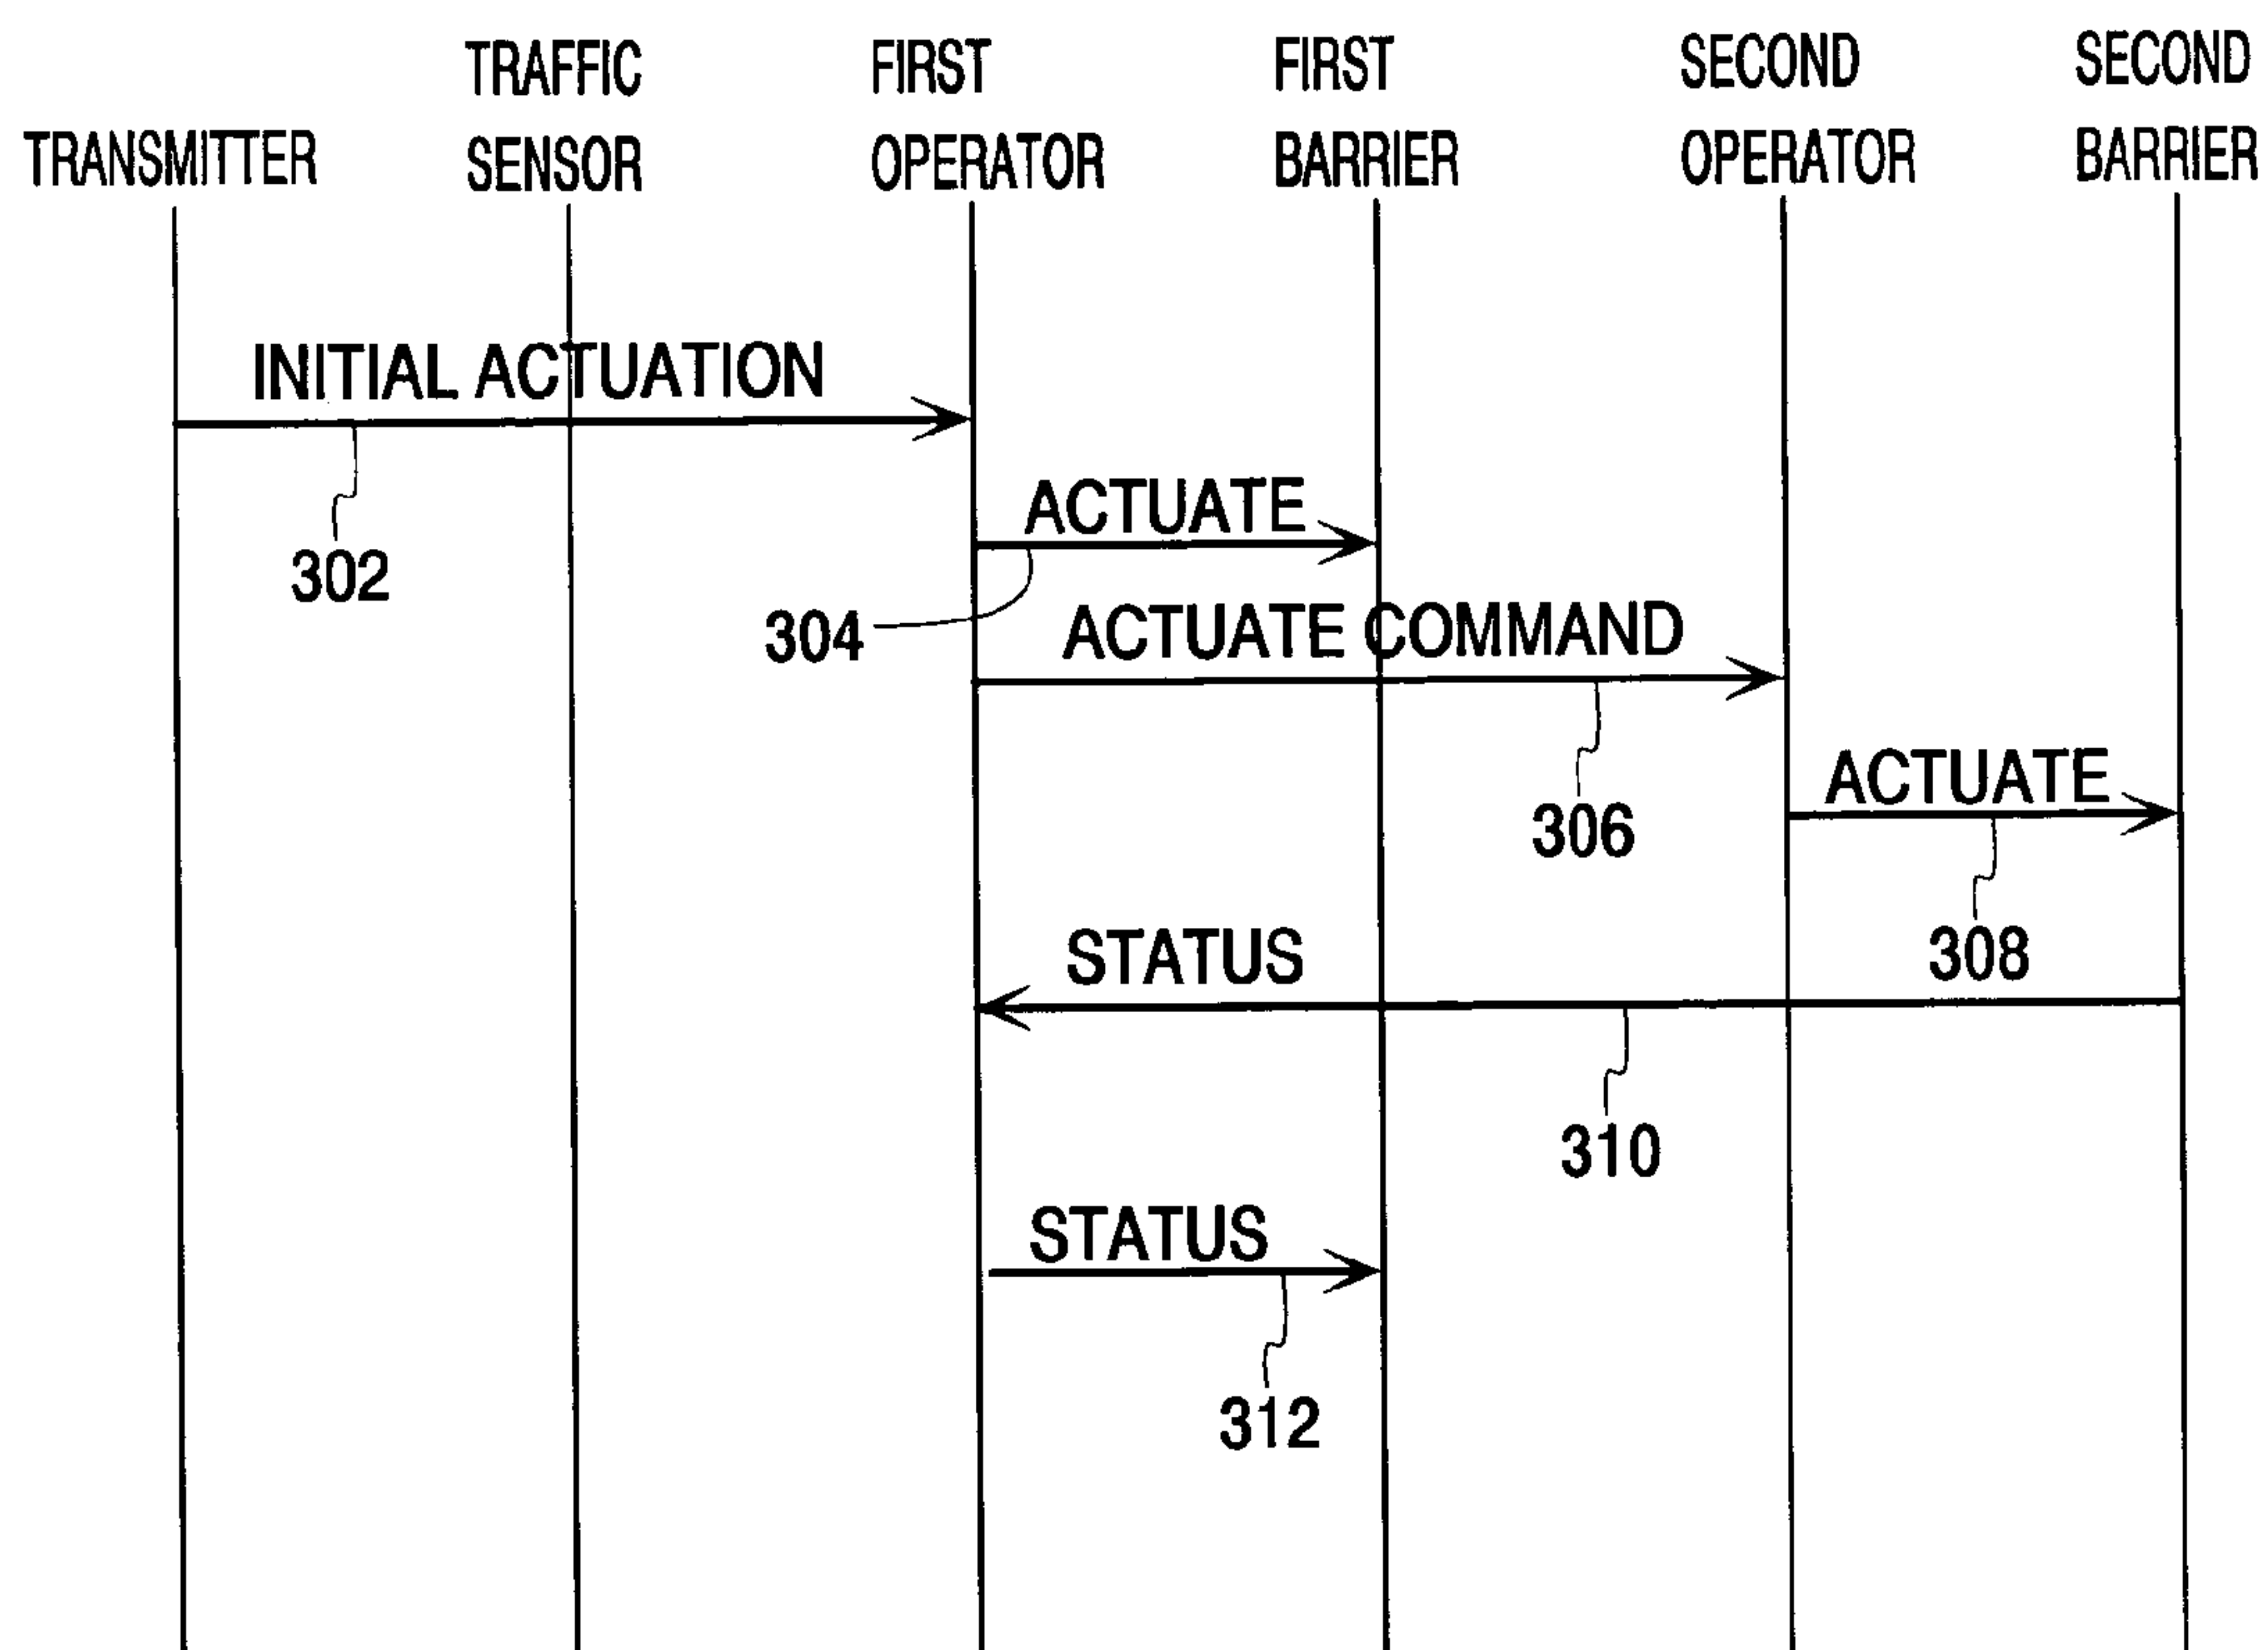 TRANSMITTER
TRAFFIC
SENSOR
FIRST
OPERATOR
FIRST
BARRIER
SECOND
OPERATOR
SECOND
BARRIER
INITIAL ACTUATION
302
ACTUATE
304
ACTUATE COMMAND
306
ACTUATE
308
STATUS
310
STATUS
312